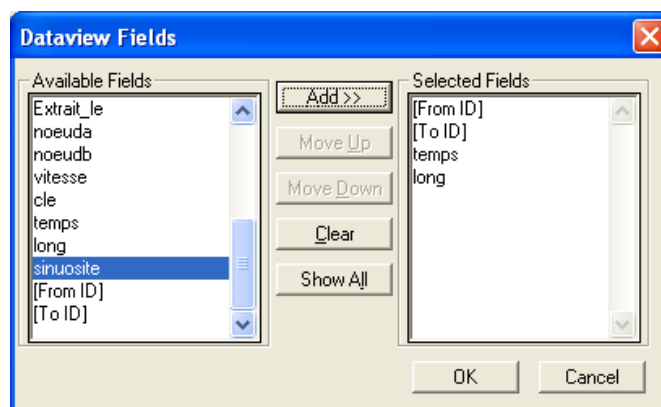 Dataview Fields
Available Fields
Extrait_le
noeuda
noeudb
vitesse
cle
temps
long
sinuosite
[From ID]
[To ID]
Add >>
Move Up
Move Down
Clear
Show All
Selected Fields
[From ID]
[To ID]
temps
long
OK
Cancel